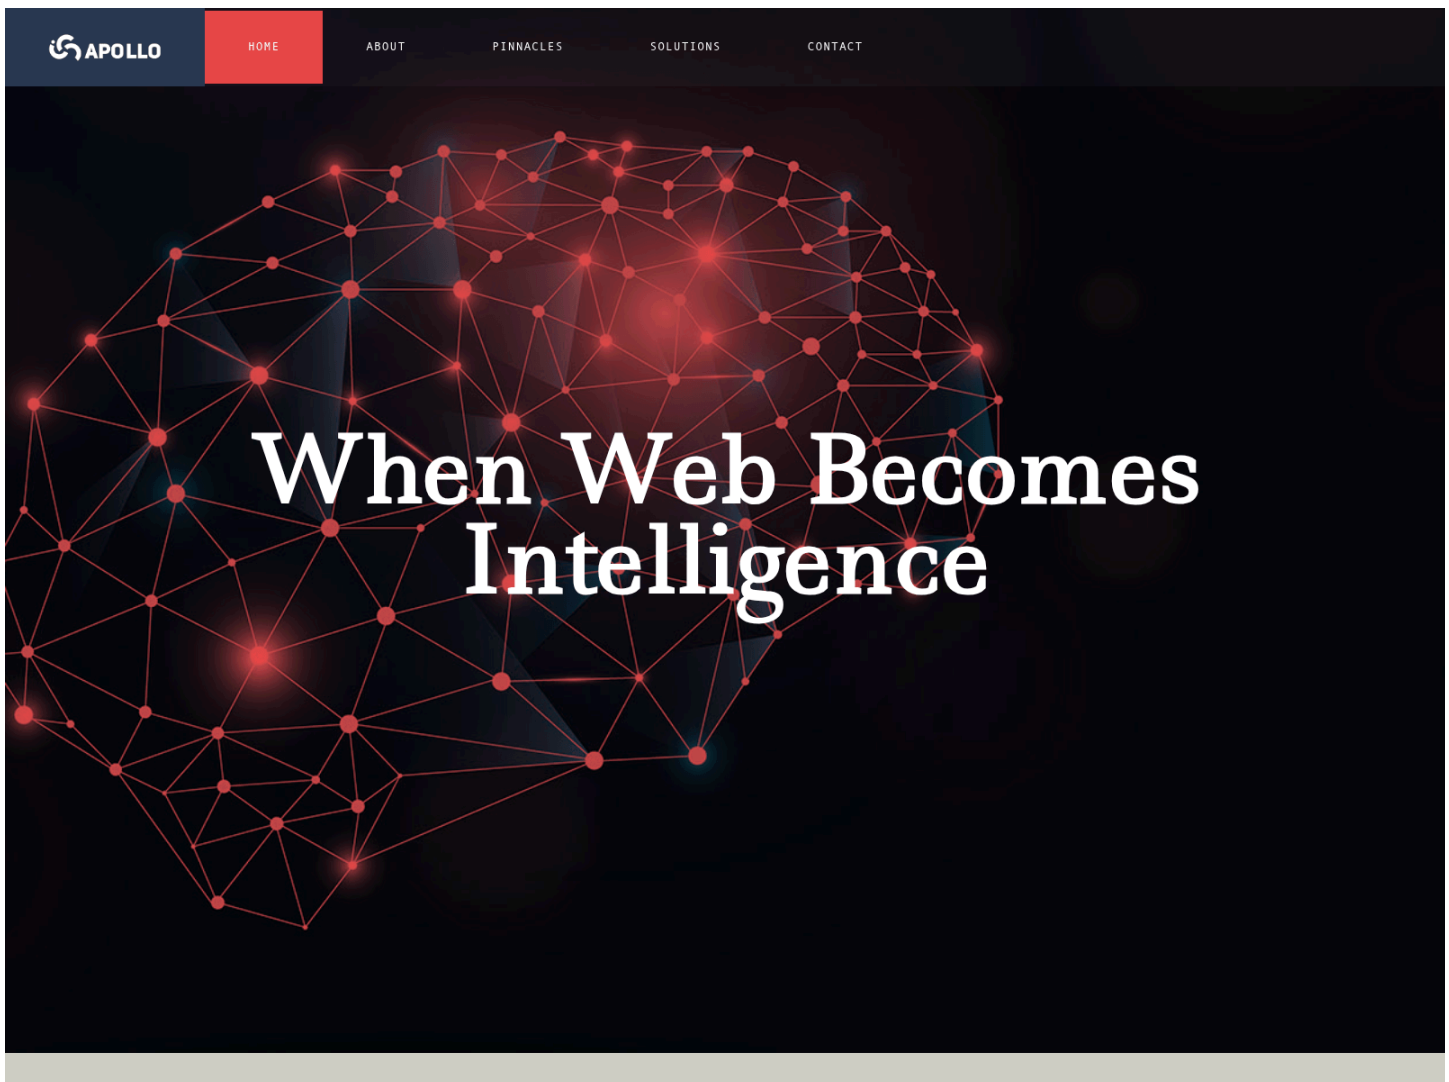 APOLLO
HOME
ABOUT
PINNACLES
SOLUTIONS
CONTACT
When Web Becomes
Intelligence